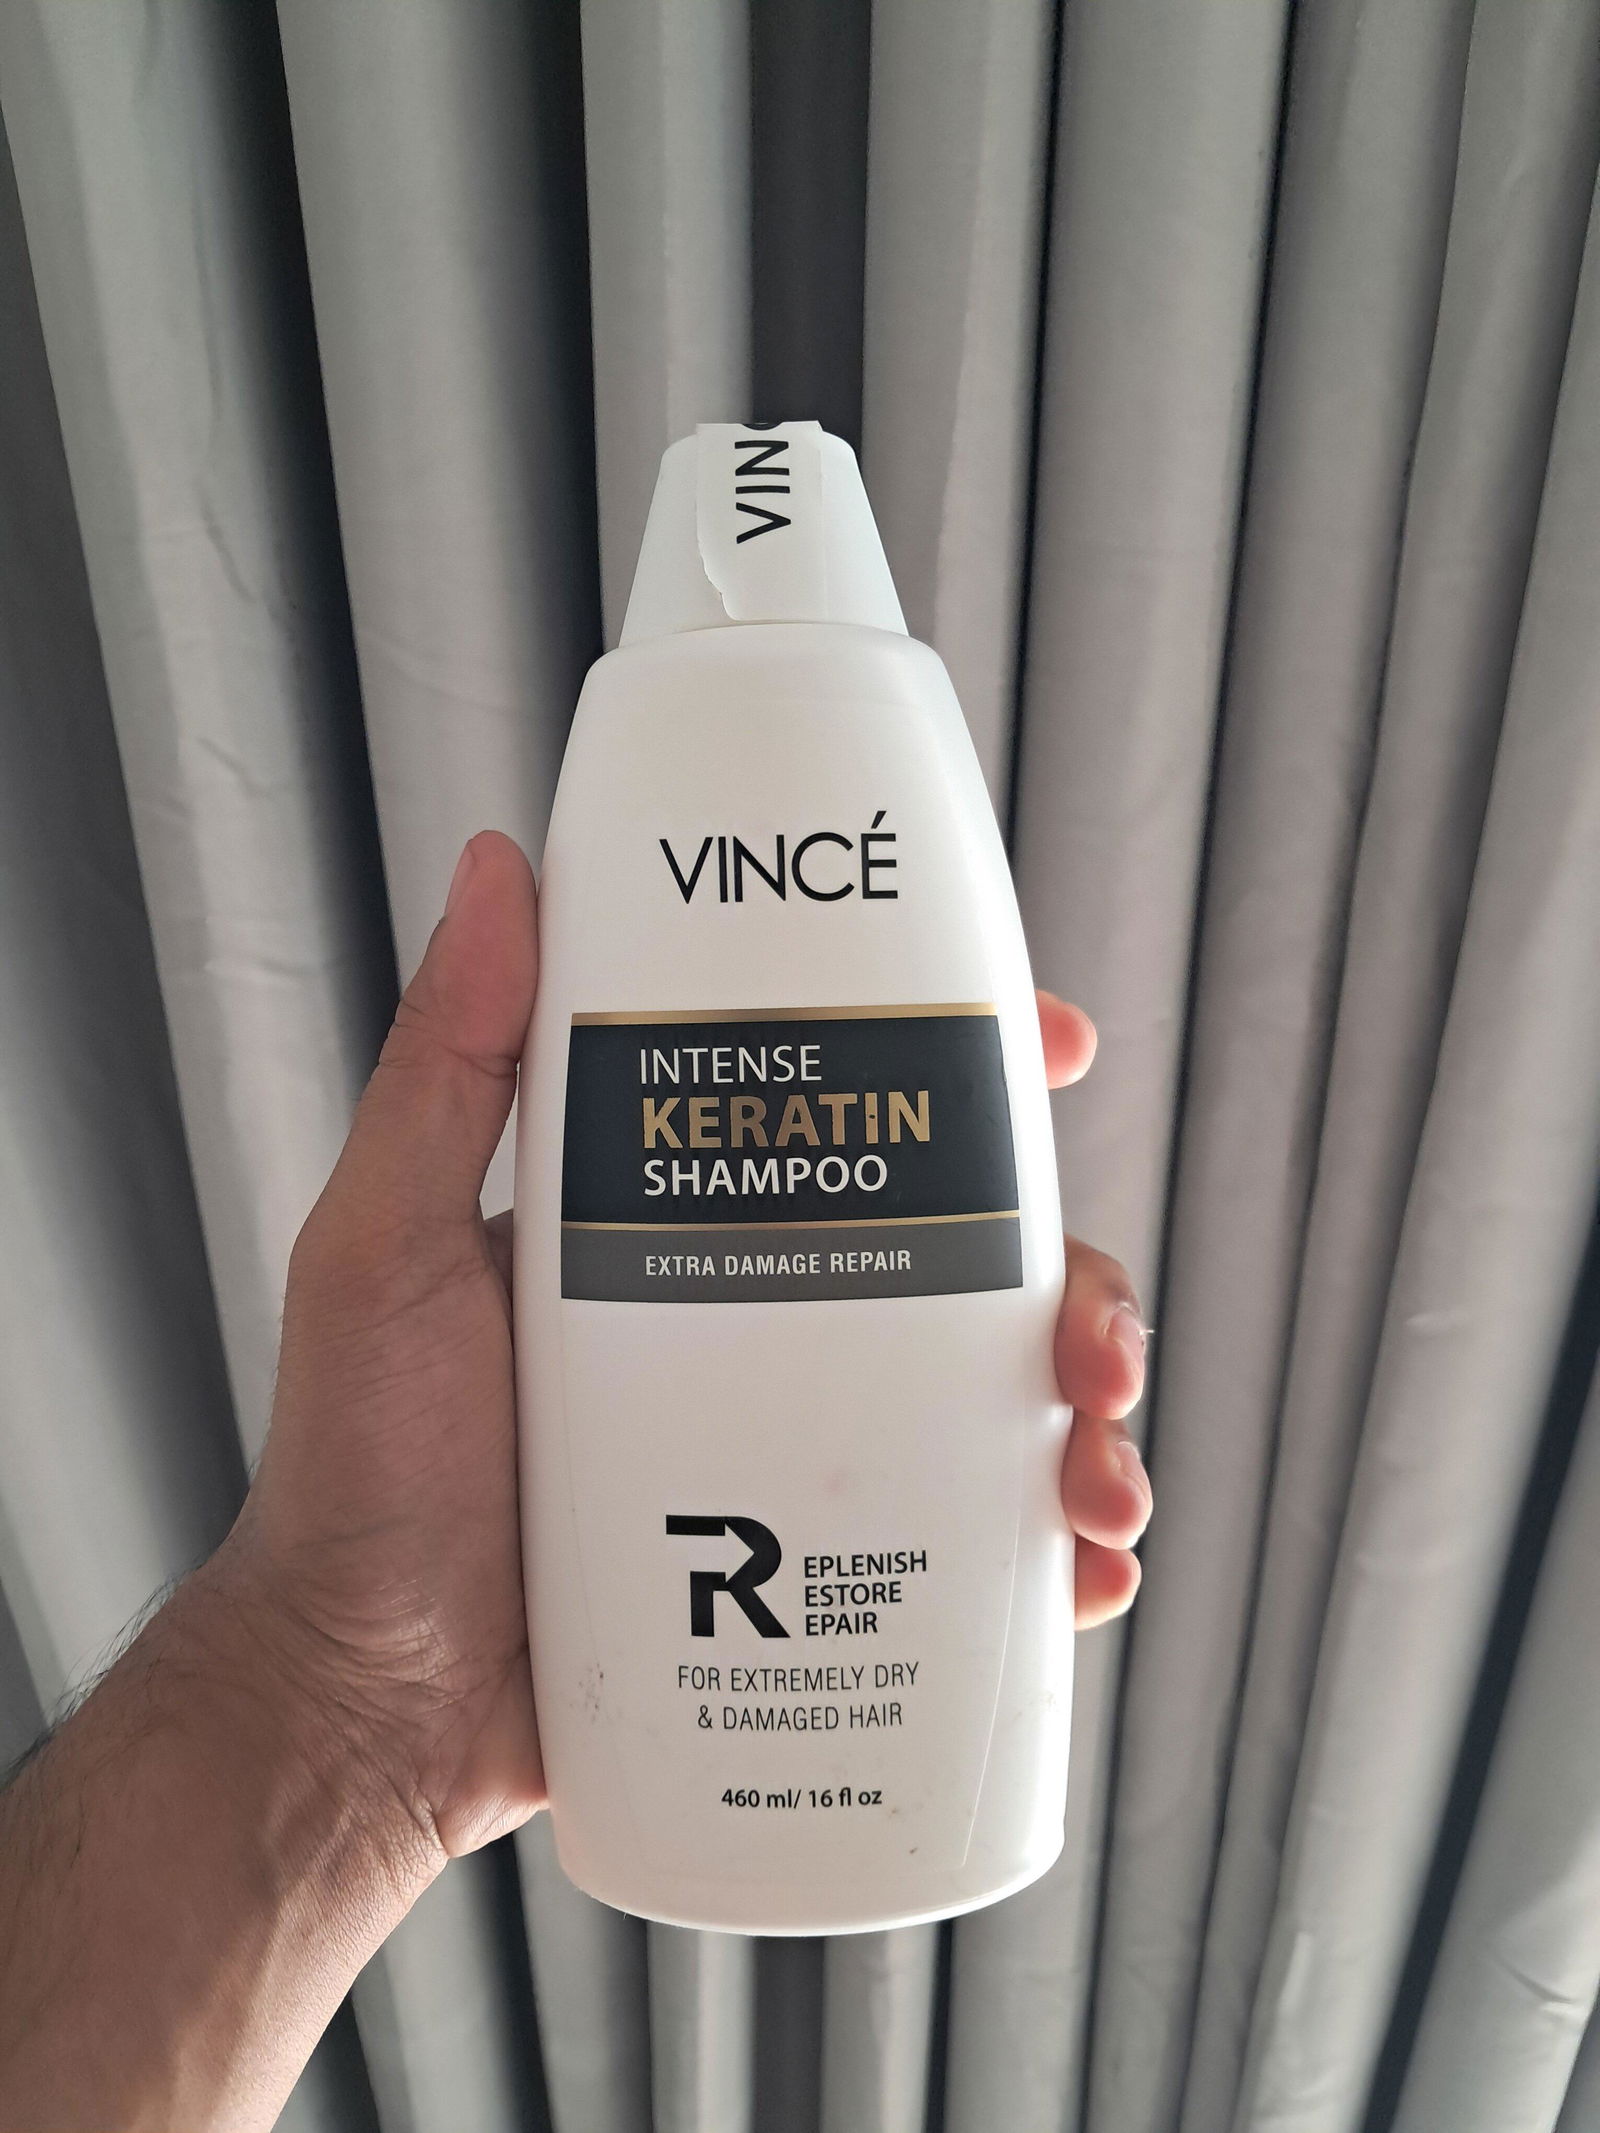 VINC
VINCÉ
INTENSE
KERATIN
SHAMPOO
EXTRA DAMAGE REPAIR
R EPLENISH
ESTORE
EPAIR
FOR EXTREMELY DRY
& DAMAGED HAIR
460 ml/ 16 fl oz